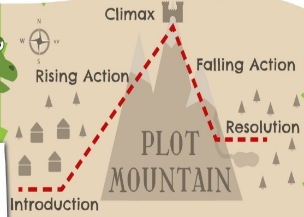 Climax
N
W
Rising Action
Falling Action
Resolution
PLOT
MOUNTAIN
Introduction